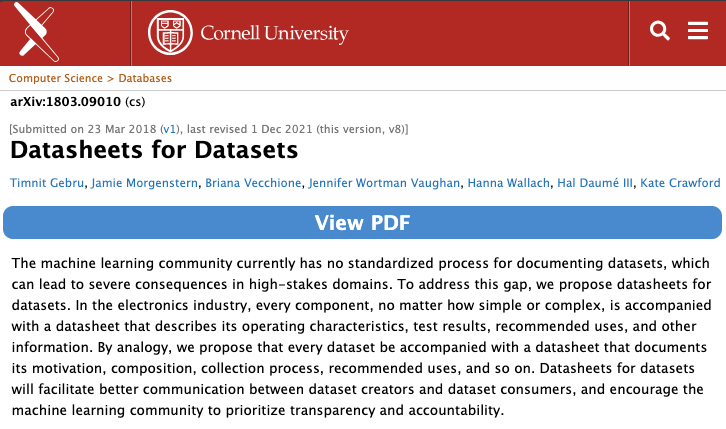 Cornell University
Computer Science > Databases
arXiv:1803.09010 (cs)
[Submitted on 23 Mar 2018 (v1), last revised 1 Dec 2021 (this version, v8)]
Datasheets for Datasets
Timnit Gebru, Jamie Morgenstern, Briana Vecchione, Jennifer Wortman Vaughan, Hanna Wallach, Hal Daumé III, Kate Crawford
View PDF
The machine learning community currently has no standardized process for documenting datasets, which
can lead to severe consequences in high-stakes domains. To address this gap, we propose datasheets for
datasets. In the electronics industry, every component, no matter how simple or complex, is accompanied
with a datasheet that describes its operating characteristics, test results, recommended uses, and other
information. By analogy, we propose that every dataset be accompanied with a datasheet that documents
its motivation, composition, collection process, recommended uses, and so on. Datasheets for datasets
will facilitate better communication between dataset creators and dataset consumers, and encourage the
machine learning community to prioritize transparency and accountability.